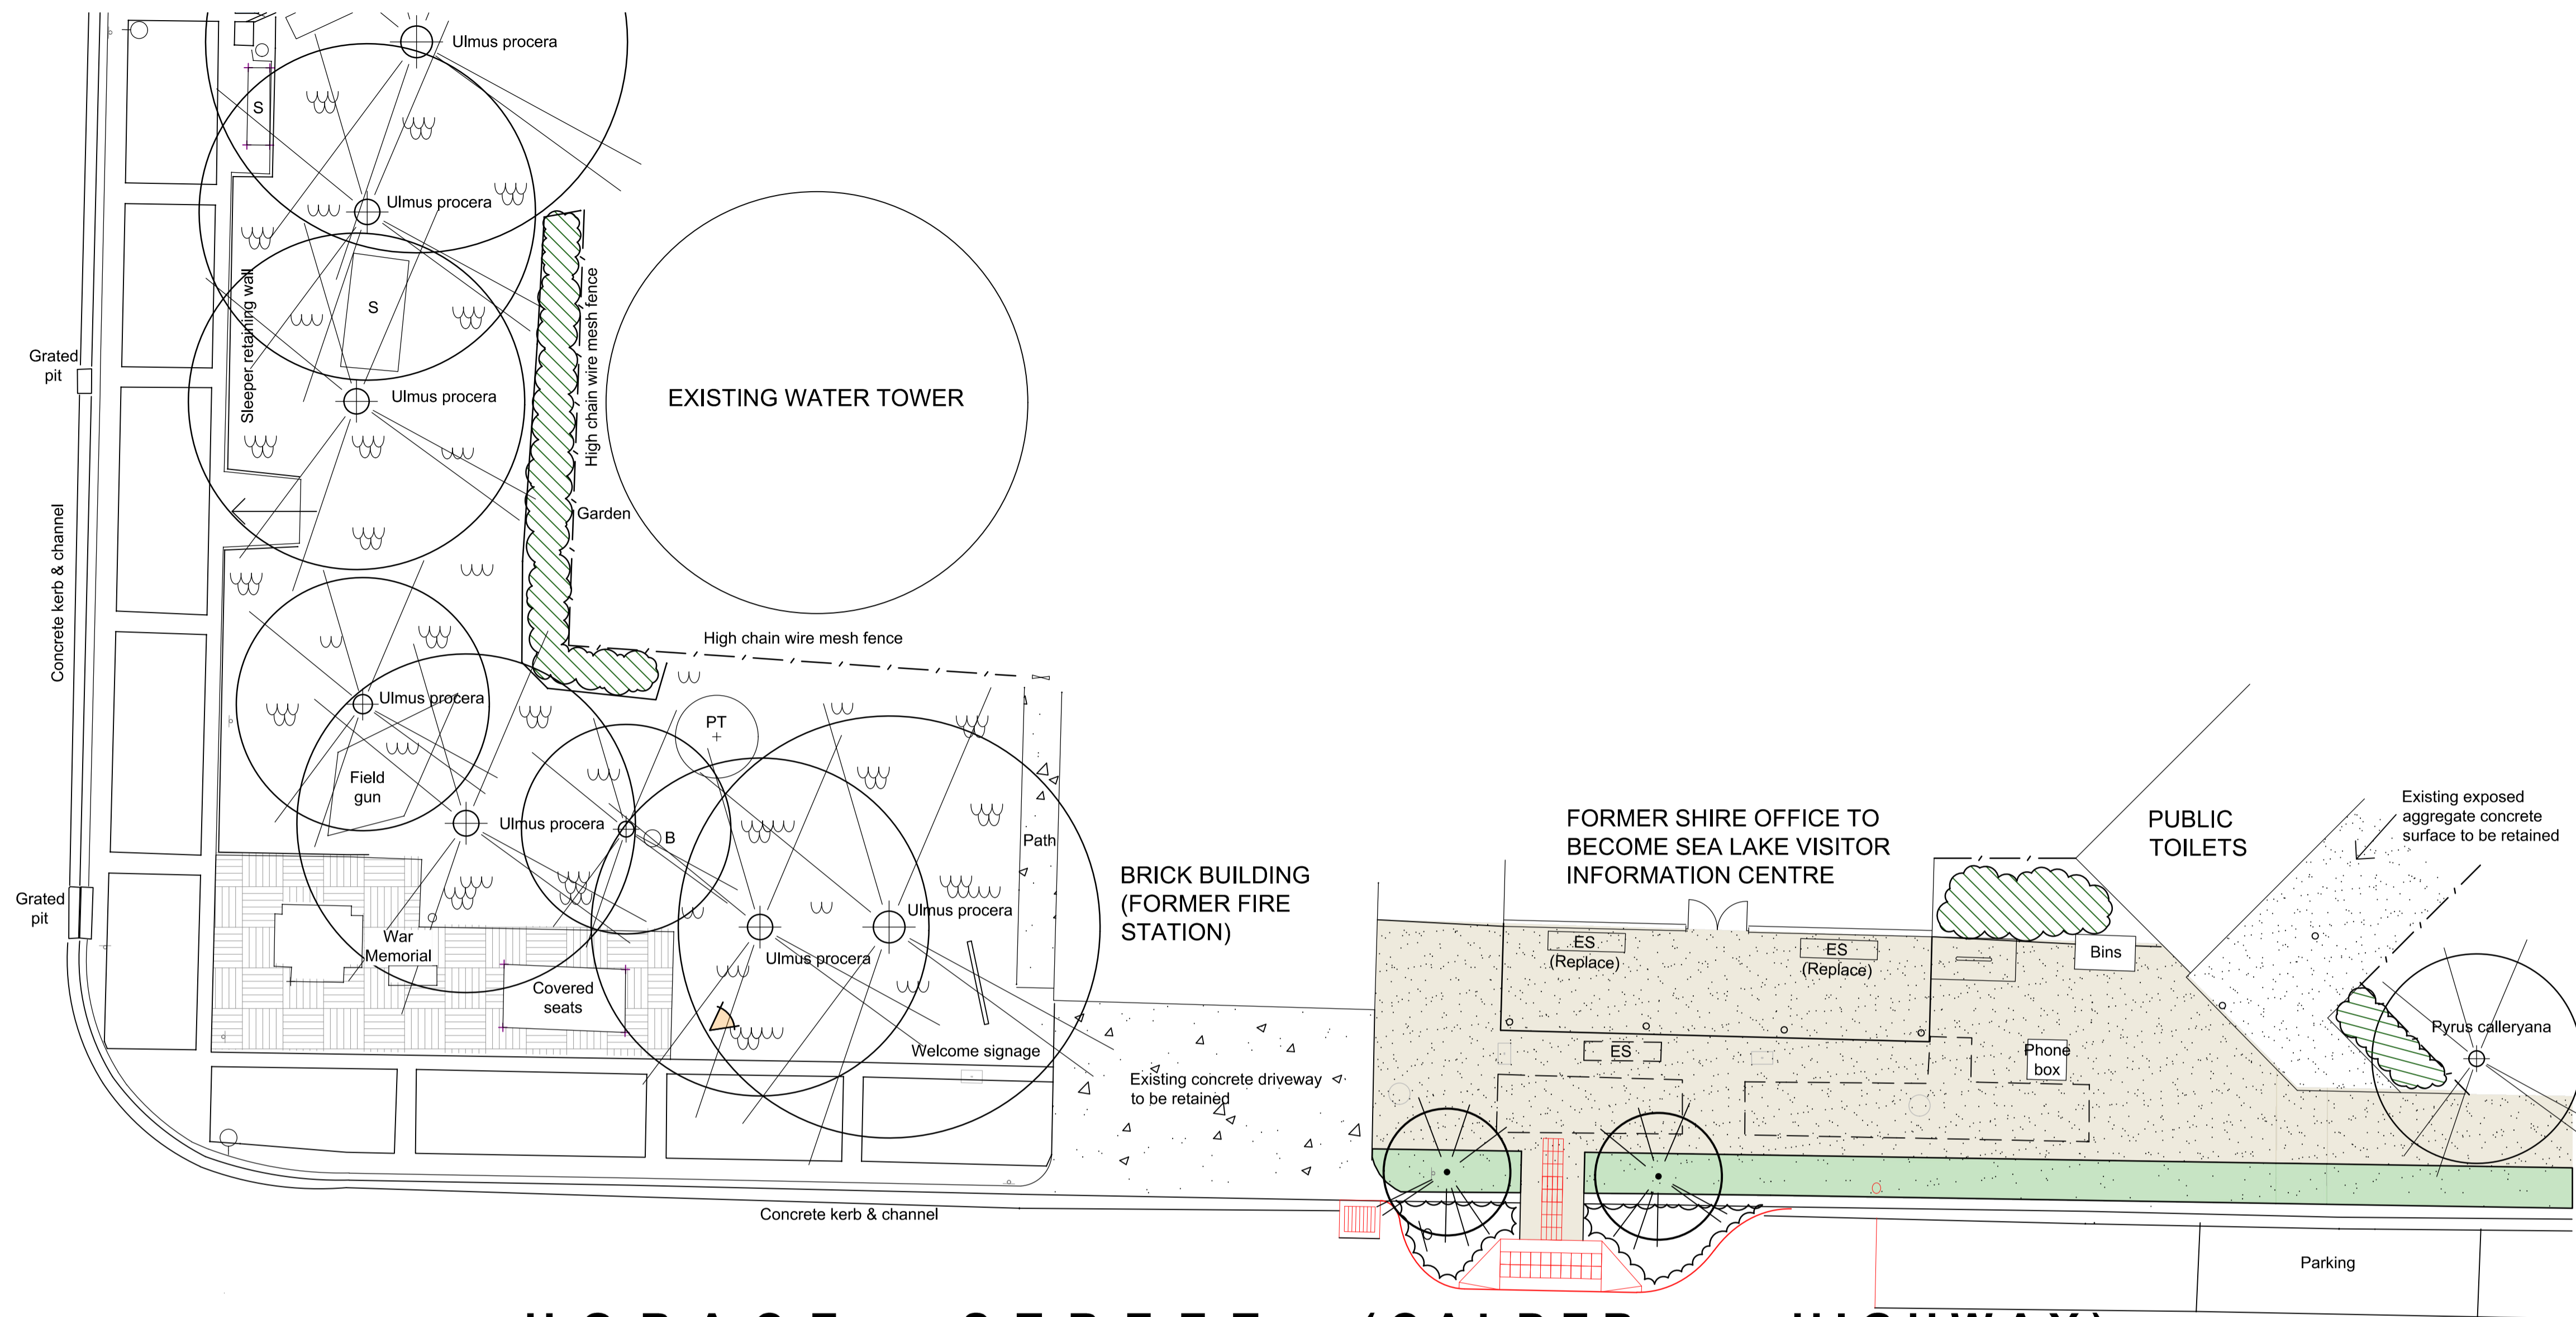 Ulmus procera
S
Ulmus procera
S
Sleeper retaining wall
High chain wire mesh fence
EXISTING WATER TOWER
Ulmus procera
Grated
pit
Garden
Concrete kerb & channel
High chain wire mesh fence
Ulmus procera
PT
Field
gun
Ulmus procera
B
Path
Grated
pit
War
Memorial
Covered
seats
Ulmus procera
Ulmus procera
Welcome signage
BRICK BUILDING
(FORMER FIRE
STATION)
Existing concrete driveway
to be retained
Concrete kerb & channel
FORMER SHIRE OFFICE TO
BECOME SEA LAKE VISITOR
INFORMATION CENTRE
PUBLIC
TOILETS
Existing exposed
aggregate concrete
surface to be retained
ES
(Replace)
ES
(Replace)
Bins
ES
Phone
box
Pyrus calleryana
Parking
HORACE STREET (CALDER HIGHWAY)